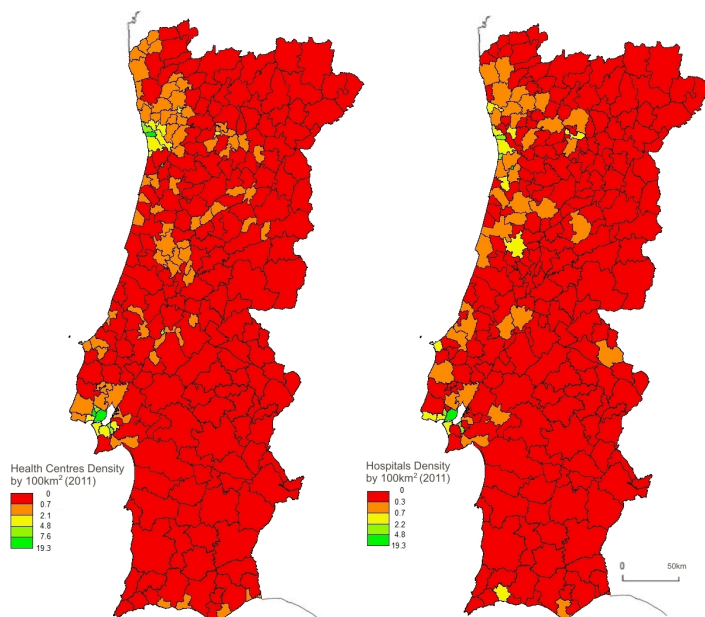 Health Centres Density
by 100km² (2011)
0
0.7
2.1
4.8
7.6
19.3
Hospitals Density
by 100km² (2011)
0
0.3
0.7
2.2
4.8
19.3
0 50km